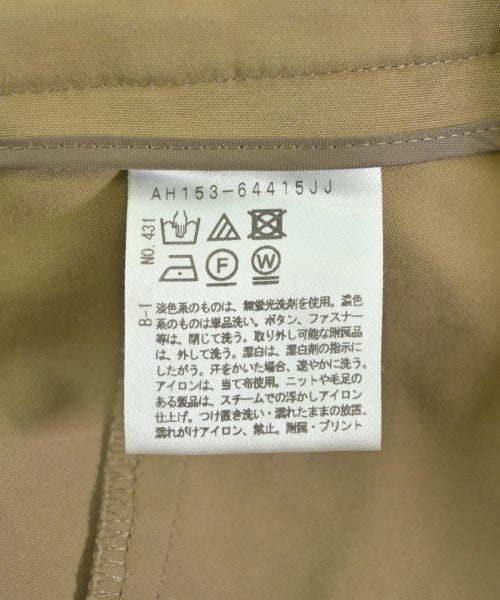 AH153-64415JJ
NO.431
F
W
B-1
淡色系のものは、無蛍光洗剤を使用。濃色
系のものは単品洗い。ボタン、ファスナー
等は、閉じて洗う。取り外し可能な附属品
は、外して洗う。漂白は、漂白剤の指示に
したがう。汗をかいた場合、速やかに洗う。
アイロンは、当て布使用。ニットや毛足の
ある製品は、スチームでの浮かしアイロン
仕上げ。つけ置き洗い・濡れたままの放置、
濡れがけアイロン、禁止。附属・プリント